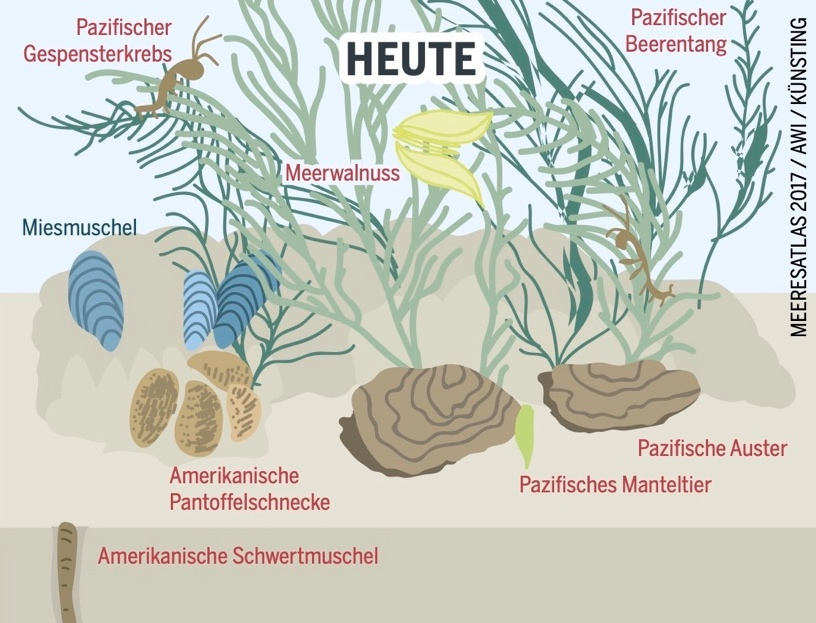 Pazifischer
Gespensterkrebs
HEUTE
Pazifischer
Beerentang
Meerwalnuss
Miesmuschel
Amerikanische
Pantoffelschnecke
Pazifische Auster
Pazifisches Manteltier
Amerikanische Schwertmuschel
MEERESATLAS 2017 / AWI / KÜNSTING